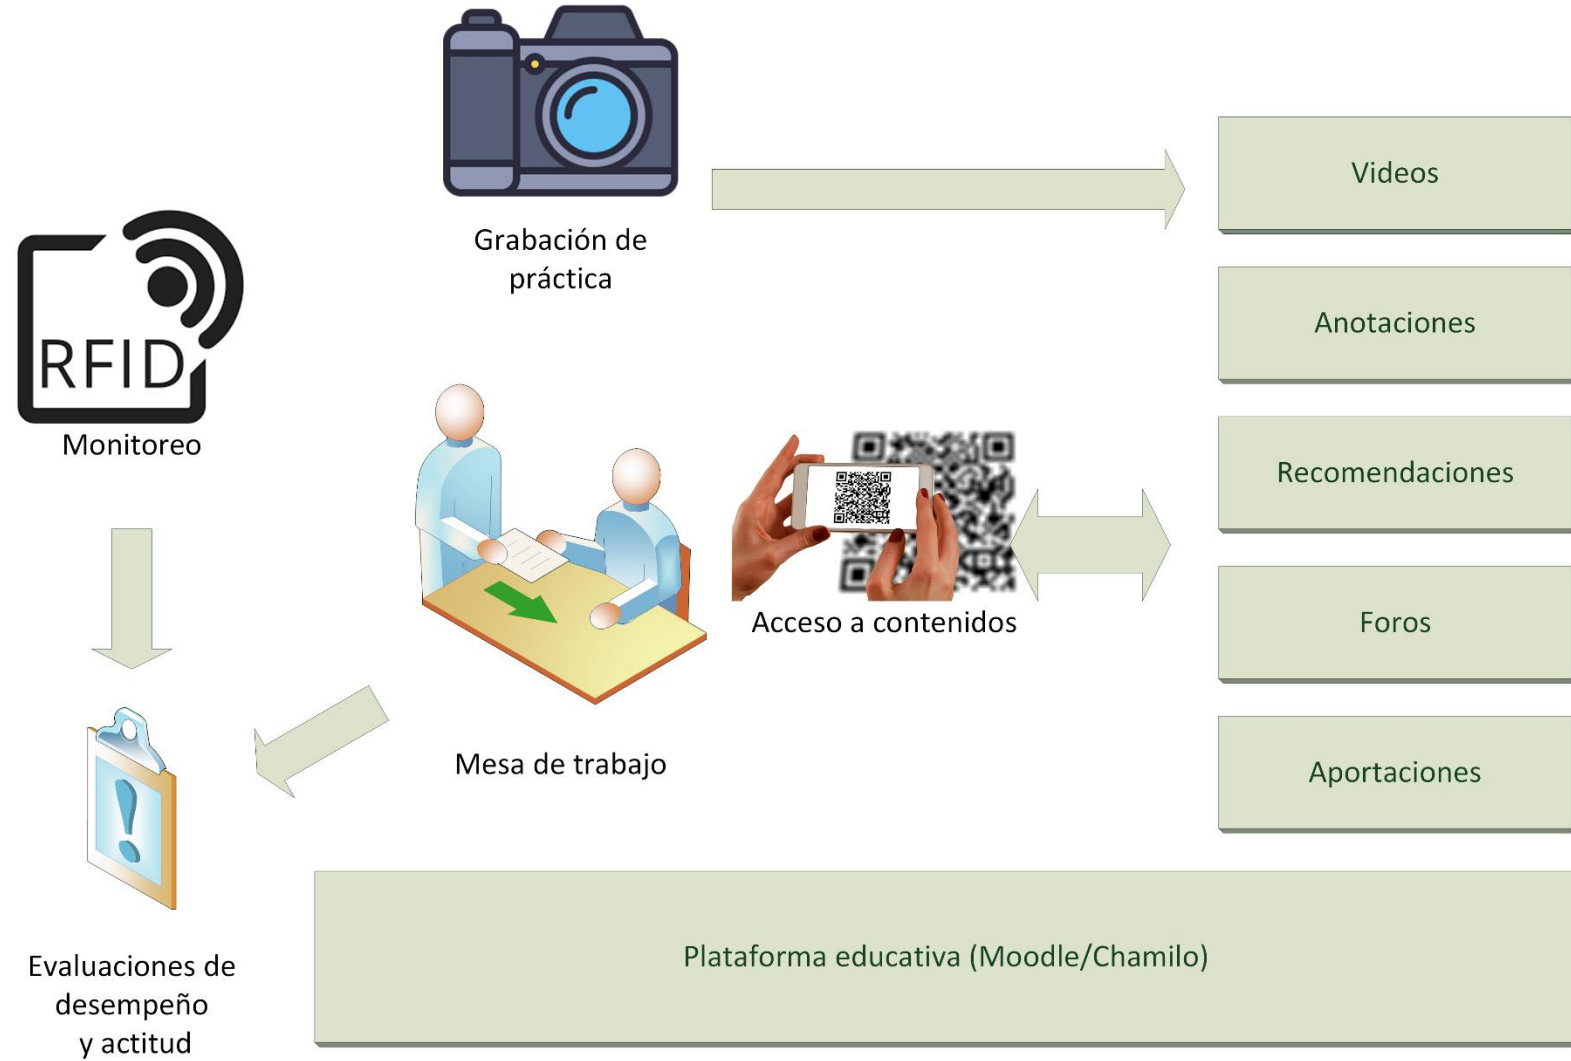 Videos
Grabación de
práctica
Anotaciones
RFID
Monitoreo
Recomendaciones
Acceso a contenidos
Foros
Mesa de trabajo
Aportaciones
Plataforma educativa (Moodle/Chamilo)
Evaluaciones de
desempeño
y actitud